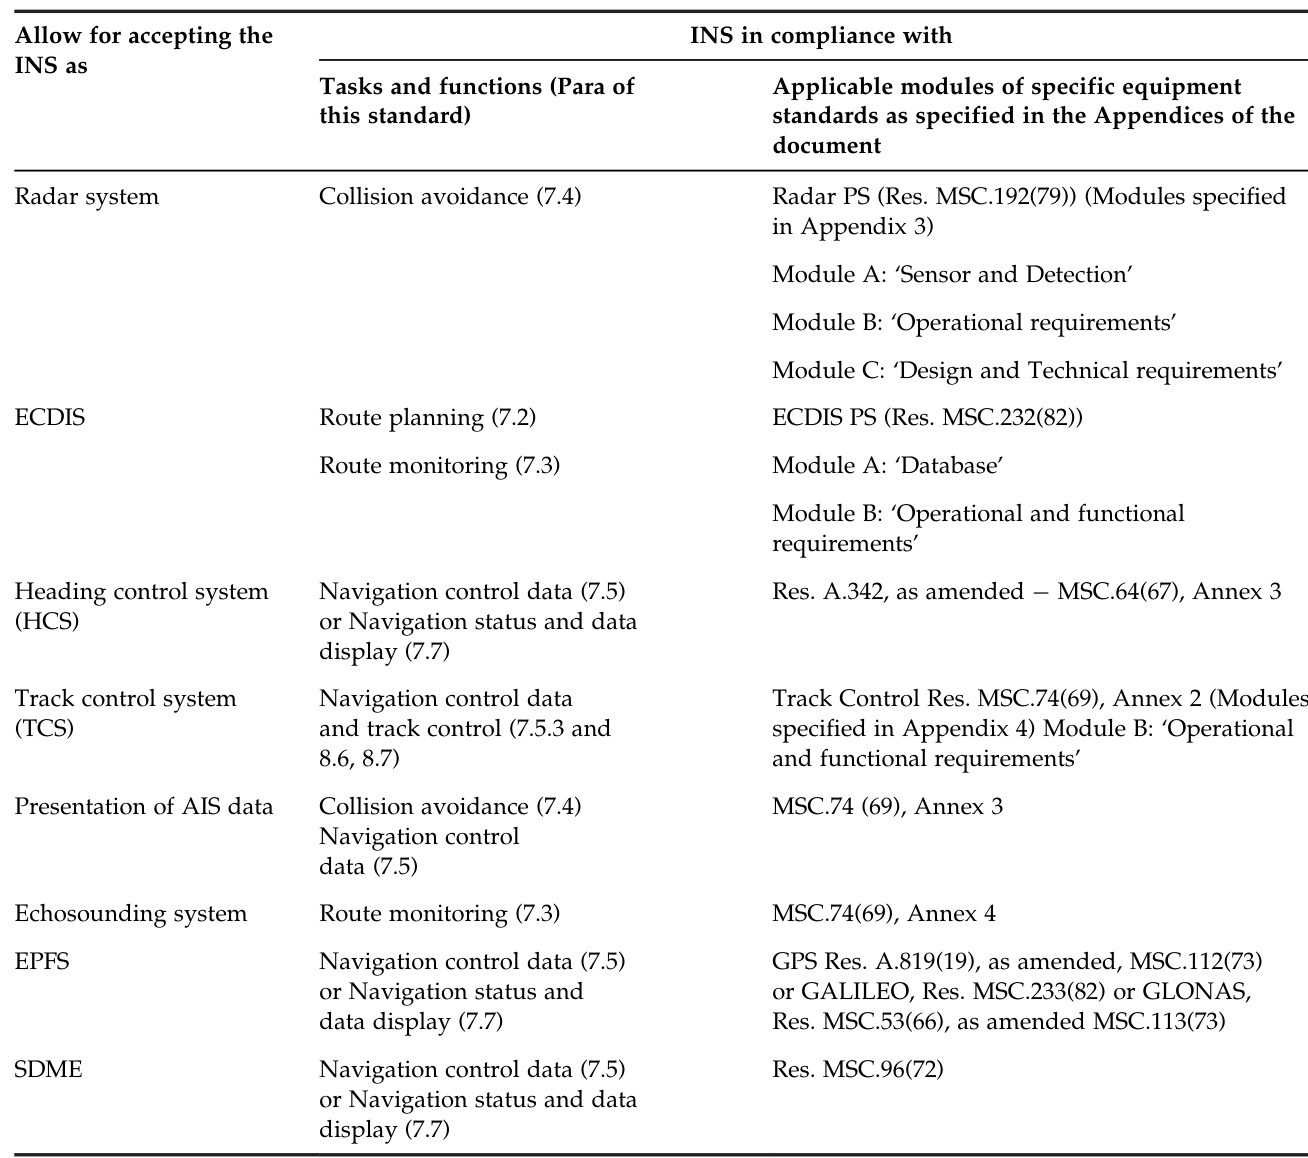 Allow for accepting the
INS as
INS in compliance with
Tasks and functions (Para of
this standard)
Applicable modules of specific equipment
standards as specified in the Appendices of the
document
Radar system
Collision avoidance (7.4)
Radar PS (Res. MSC.192(79)) (Modules specified
in Appendix 3)
Module A: ‘Sensor and Detection’
Module B: ‘Operational requirements’
Module C: ‘Design and Technical requirements’
ECDIS
Route planning (7.2)
ECDIS PS (Res. MSC.232(82))
Route monitoring (7.3)
Module A: ‘Database’
Module B: ‘Operational and functional
requirements’
Heading control system
(HCS)
Navigation control data (7.5)
or Navigation status and data
display (7.7)
Res. A.342, as amended − MSC.64(67), Annex 3
Track control system
(TCS)
Navigation control data
and track control (7.5.3 and
8.6, 8.7)
Track Control Res. MSC.74(69), Annex 2 (Modules
specified in Appendix 4) Module B: ‘Operational
and functional requirements’
Presentation of AIS data
Collision avoidance (7.4)
Navigation control
data (7.5)
MSC.74 (69), Annex 3
Echosounding system
Route monitoring (7.3)
MSC.74(69), Annex 4
EPFS
Navigation control data (7.5)
or Navigation status and
data display (7.7)
GPS Res. A.819(19), as amended, MSC.112(73)
or GALILEO, Res. MSC.233(82) or GLONAS,
Res. MSC.53(66), as amended MSC.113(73)
SDME
Navigation control data (7.5)
or Navigation status and data
display (7.7)
Res. MSC.96(72)